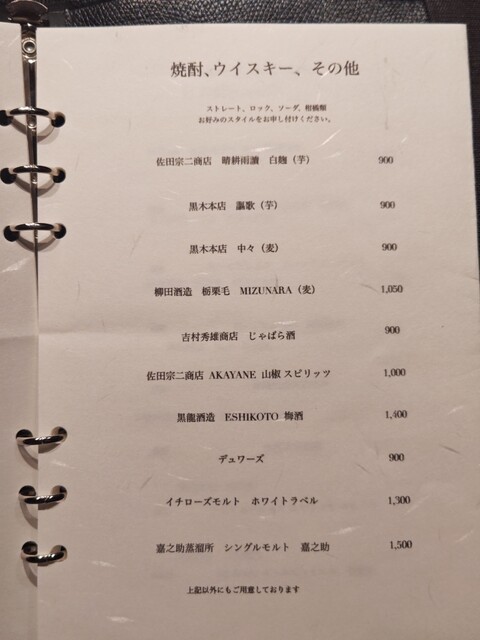 焼酎、ウイスキー、その他
ストレート、ロック、ソーダ、柑橘類
お好みのスタイルをお申し付けください。
佐田宗二商店 晴耕雨讀 白麹（芋） 900
黒木本店 謳歌（芋） 900
黒木本店 中々（麦） 900
柳田酒造 栃栗毛 MIZUNARA（麦） 1,050
吉村秀雄商店 じゃばら酒 900
佐田宗二商店 AKAYANE 山椒スピリッツ 1,000
黒龍酒造 ESHIKOTO 梅酒 1,400
デュワーズ 900
イチローズモルト ホワイトラベル 1,300
嘉之助蒸溜所 シングルモルト 嘉之助 1,500
上記以外にもご用意しております